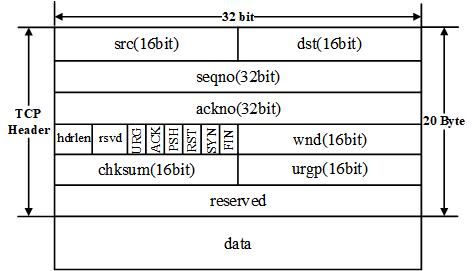 32 bit
src(16bit) dst(16bit)
seqno(32bit)
TCP Header
ackno(32bit)
20 Byte
hdrlen rsvd URG ACK PSH RST SYN FIN wnd(16bit)
chksum(16bit) urgp(16bit)
reserved
data